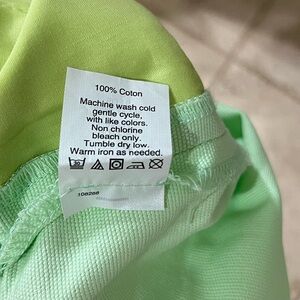 100% Coton
Machine wash cold
gentle cycle,
with like colors.
Non chlorine
bleach only.
Tumble dry low.
Warm iron as needed.